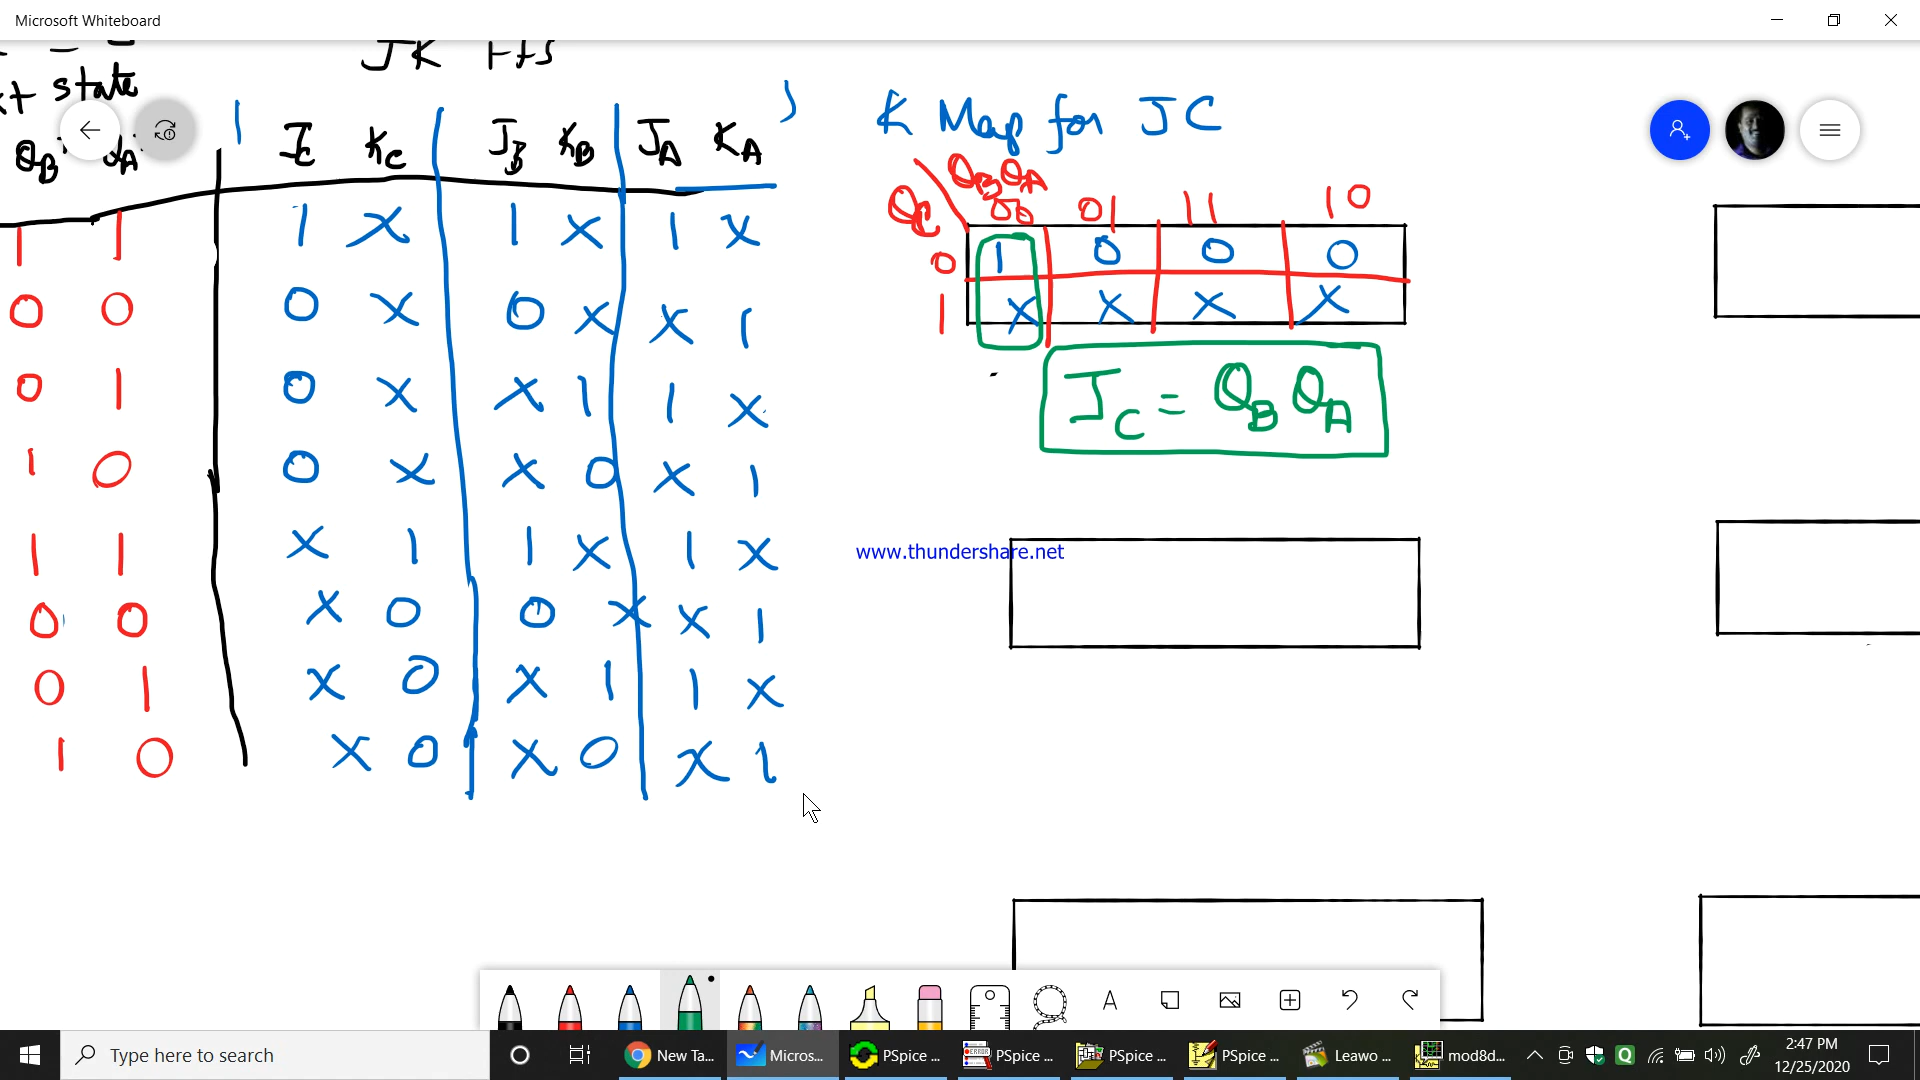 Microsoft Whiteboard
JK FFs
state
QB+ QA+
JC KC JB KB JA KA
1 1 1 X 1 X 1 X
0 0 0 X 0 X X 1
0 1 0 X X 1 1 X
1 0 0 X X 0 X 1
1 1 X 1 1 X 1 X
0 0 X 0 0 X X 1
0 1 X 0 X 1 1 X
1 0 X 0 X 0 X 1
K Map for JC
QBQA
QC 00 01 11 10
0 1 0 0 0
1 X X X X
JC = QB QA
www.thundershare.net
Type here to search
New Ta...
Micros...
PSpice ...
PSpice ...
PSpice ...
PSpice ...
Leawo ...
mod8d...
2:47 PM
12/25/2020